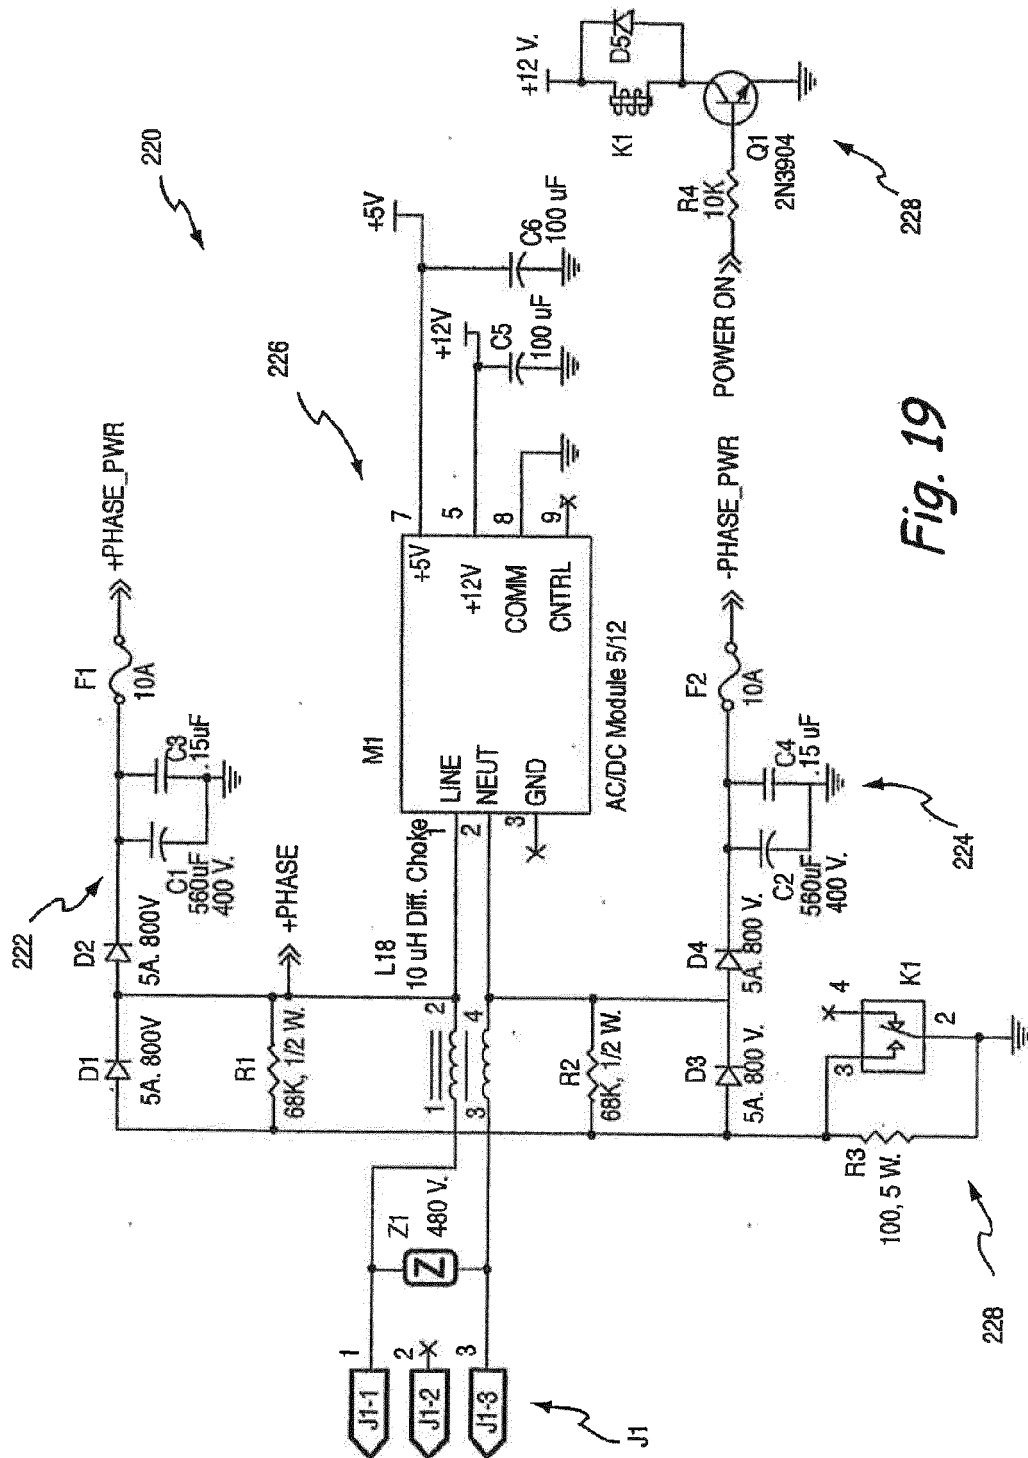 220
222
D1
5A. 800V
D2
5A. 800V
C1
560uF
400 V.
C3
.15uF
F1
10A
+PHASE_PWR
+PHASE
R1
68K, 1/2 W.
L18
10 uH Diff. Choke
1
2
3
4
J1-1
1
J1-2
2
J1-3
3
J1
Z1
480 V.
Z
M1
1
LINE
2
NEUT
3
GND
+5V
7
+12V
5
COMM
8
CNTRL
9
AC/DC Module 5/12
226
+5V
+12V
C5
100 uF
C6
100 uF
R2
68K, 1/2 W.
D3
5A. 800 V.
D4
5A. 800 V.
C2
560uF
400 V.
C4
.15 uF
224
F2
10A
-PHASE_PWR
R3
100, 5 W.
K1
3
4
2
228
POWER ON
R4
10K
Q1
2N3904
K1
D5
+12 V.
228
Fig. 19